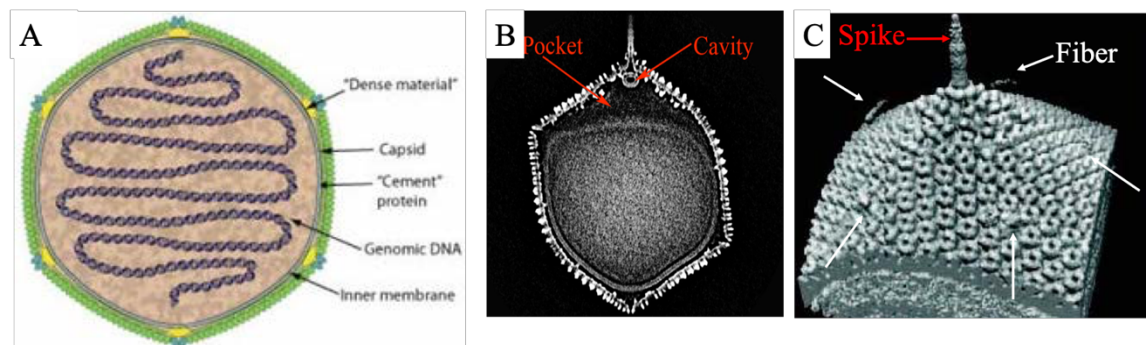 A
"Dense material"
Capsid
"Cement"
protein
Genomic DNA
Inner membrane
B
Pocket
Cavity
C
Spike
Fiber